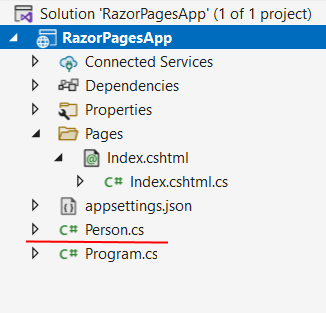 Solution 'RazorPagesApp' (1 of 1 project)
RazorPagesApp
Connected Services
Dependencies
Properties
Pages
Index.cshtml
C# Index.cshtml.cs
appsettings.json
C# Person.cs
C# Program.cs